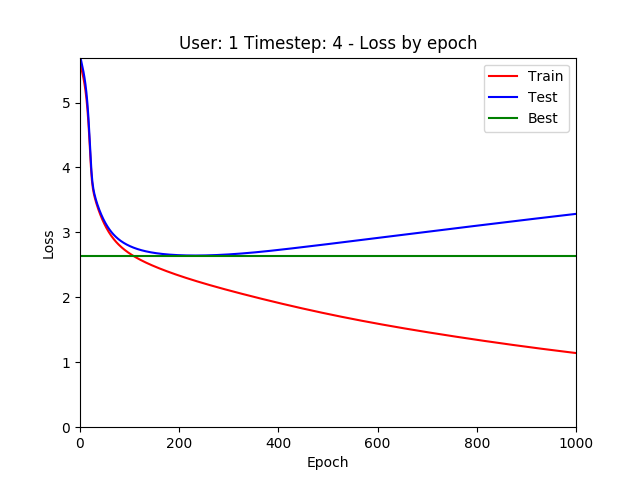 User: 1 Timestep: 4 - Loss by epoch
Train
Test
Best
5
4
3
2
1
0
Loss
0 200 400 600 800 1000
Epoch